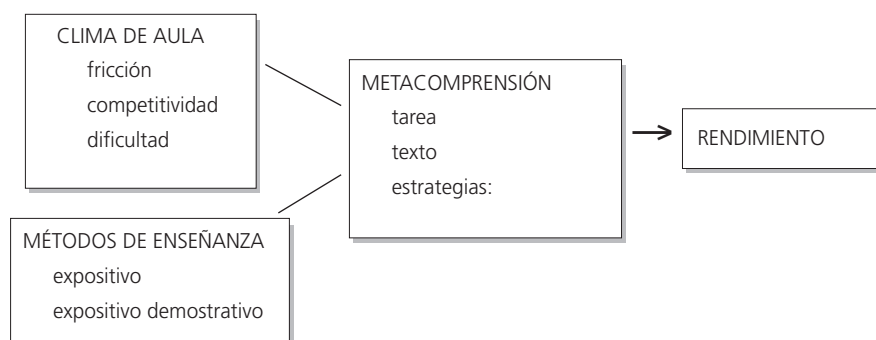 CLIMA DE AULA
fricción
competitividad
dificultad
MÉTODOS DE ENSEÑANZA
expositivo
expositivo demostrativo
METACOMPRENSIÓN
tarea
texto
estrategias:
RENDIMIENTO